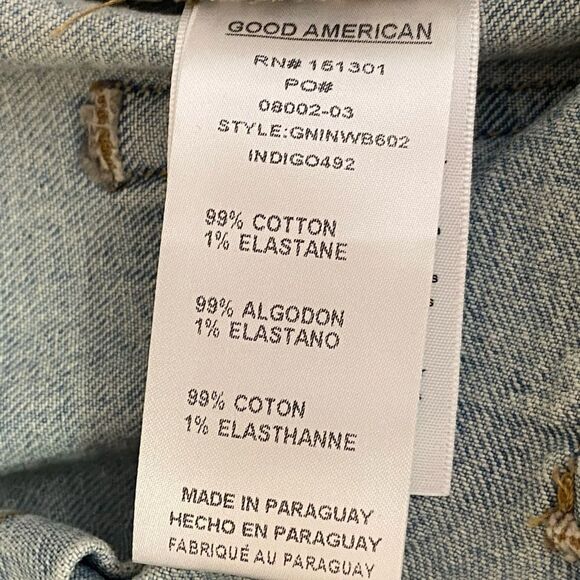 GOOD AMERICAN
RN# 151301
PO#
08002-03
STYLE:GNINWB602
INDIGO492
99% COTTON
1% ELASTANE
99% ALGODON
1% ELASTANO
99% COTON
1% ELASTHANNE
MADE IN PARAGUAY
HECHO EN PARAGUAY
FABRIQUÉ AU PARAGUAY